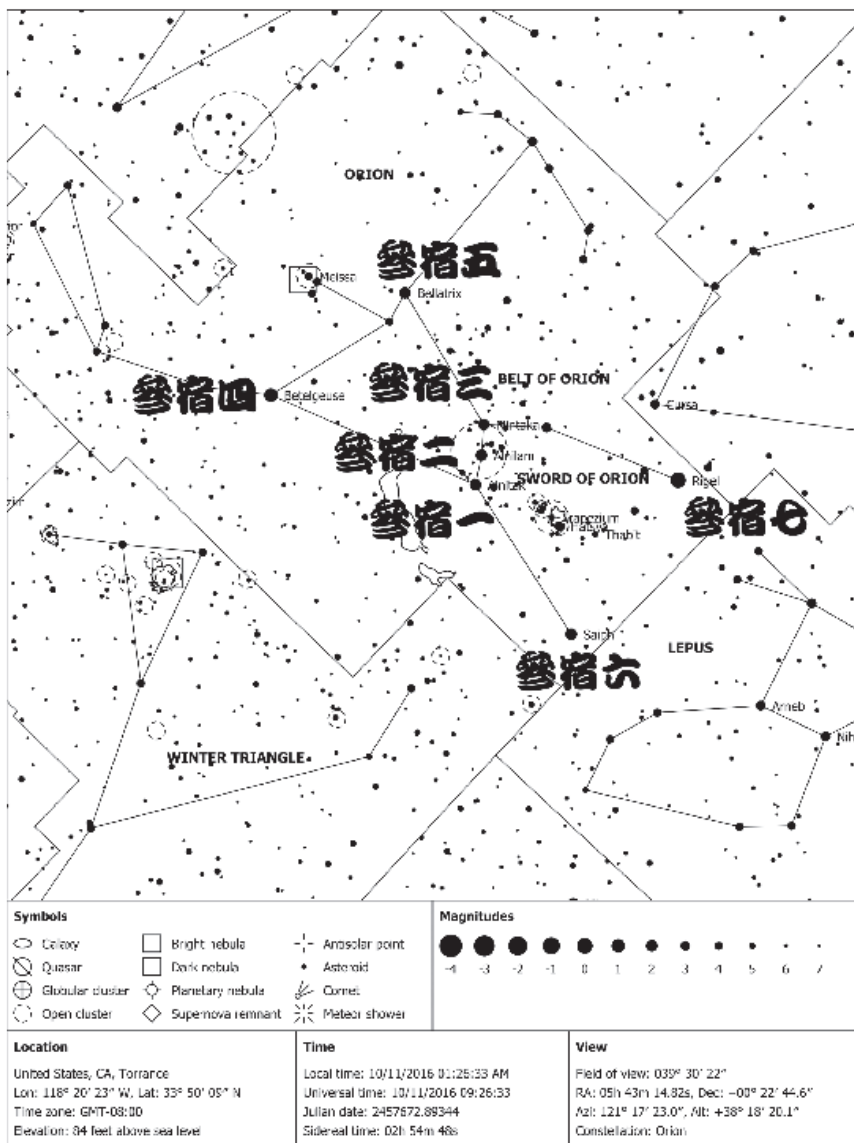 ORION
參宿五
Meissa
Bellatrix
參宿三
BELT OF ORION
參宿四
Betelgeuse
Mintaka
Cursa
參宿二
Alnilam
SWORD OF ORION
Alnitak
Rigel
參宿一
參宿七
Trapezium
Hatsya
Thabit
Saiph
LEPUS
參宿六
Arneb
Nih
WINTER TRIANGLE
Symbols
Galaxy
Quasar
Globular cluster
Open cluster
Bright nebula
Dark nebula
Planetary nebula
Supernova remnant
Antisolar point
Asteroid
Comet
Meteor shower
Magnitudes
-4 -3 -2 -1 0 1 2 3 4 5 6 7
Location
United States, CA, Torrance
Lon: 118° 20' 23" W, Lat: 33° 50' 09" N
Time zone: GMT-08:00
Elevation: 84 feet above sea level
Time
Local time: 10/11/2016 01:26:33 AM
Universal time: 10/11/2016 09:26:33
Julian date: 2457672.89344
Sidereal time: 02h 54m 48s
View
Field of view: 039° 30' 22"
RA: 05h 43m 14.82s, Dec: -00° 22' 44.6"
Azi: 121° 17' 23.0", Alt: +38° 18' 20.1"
Constellation: Orion